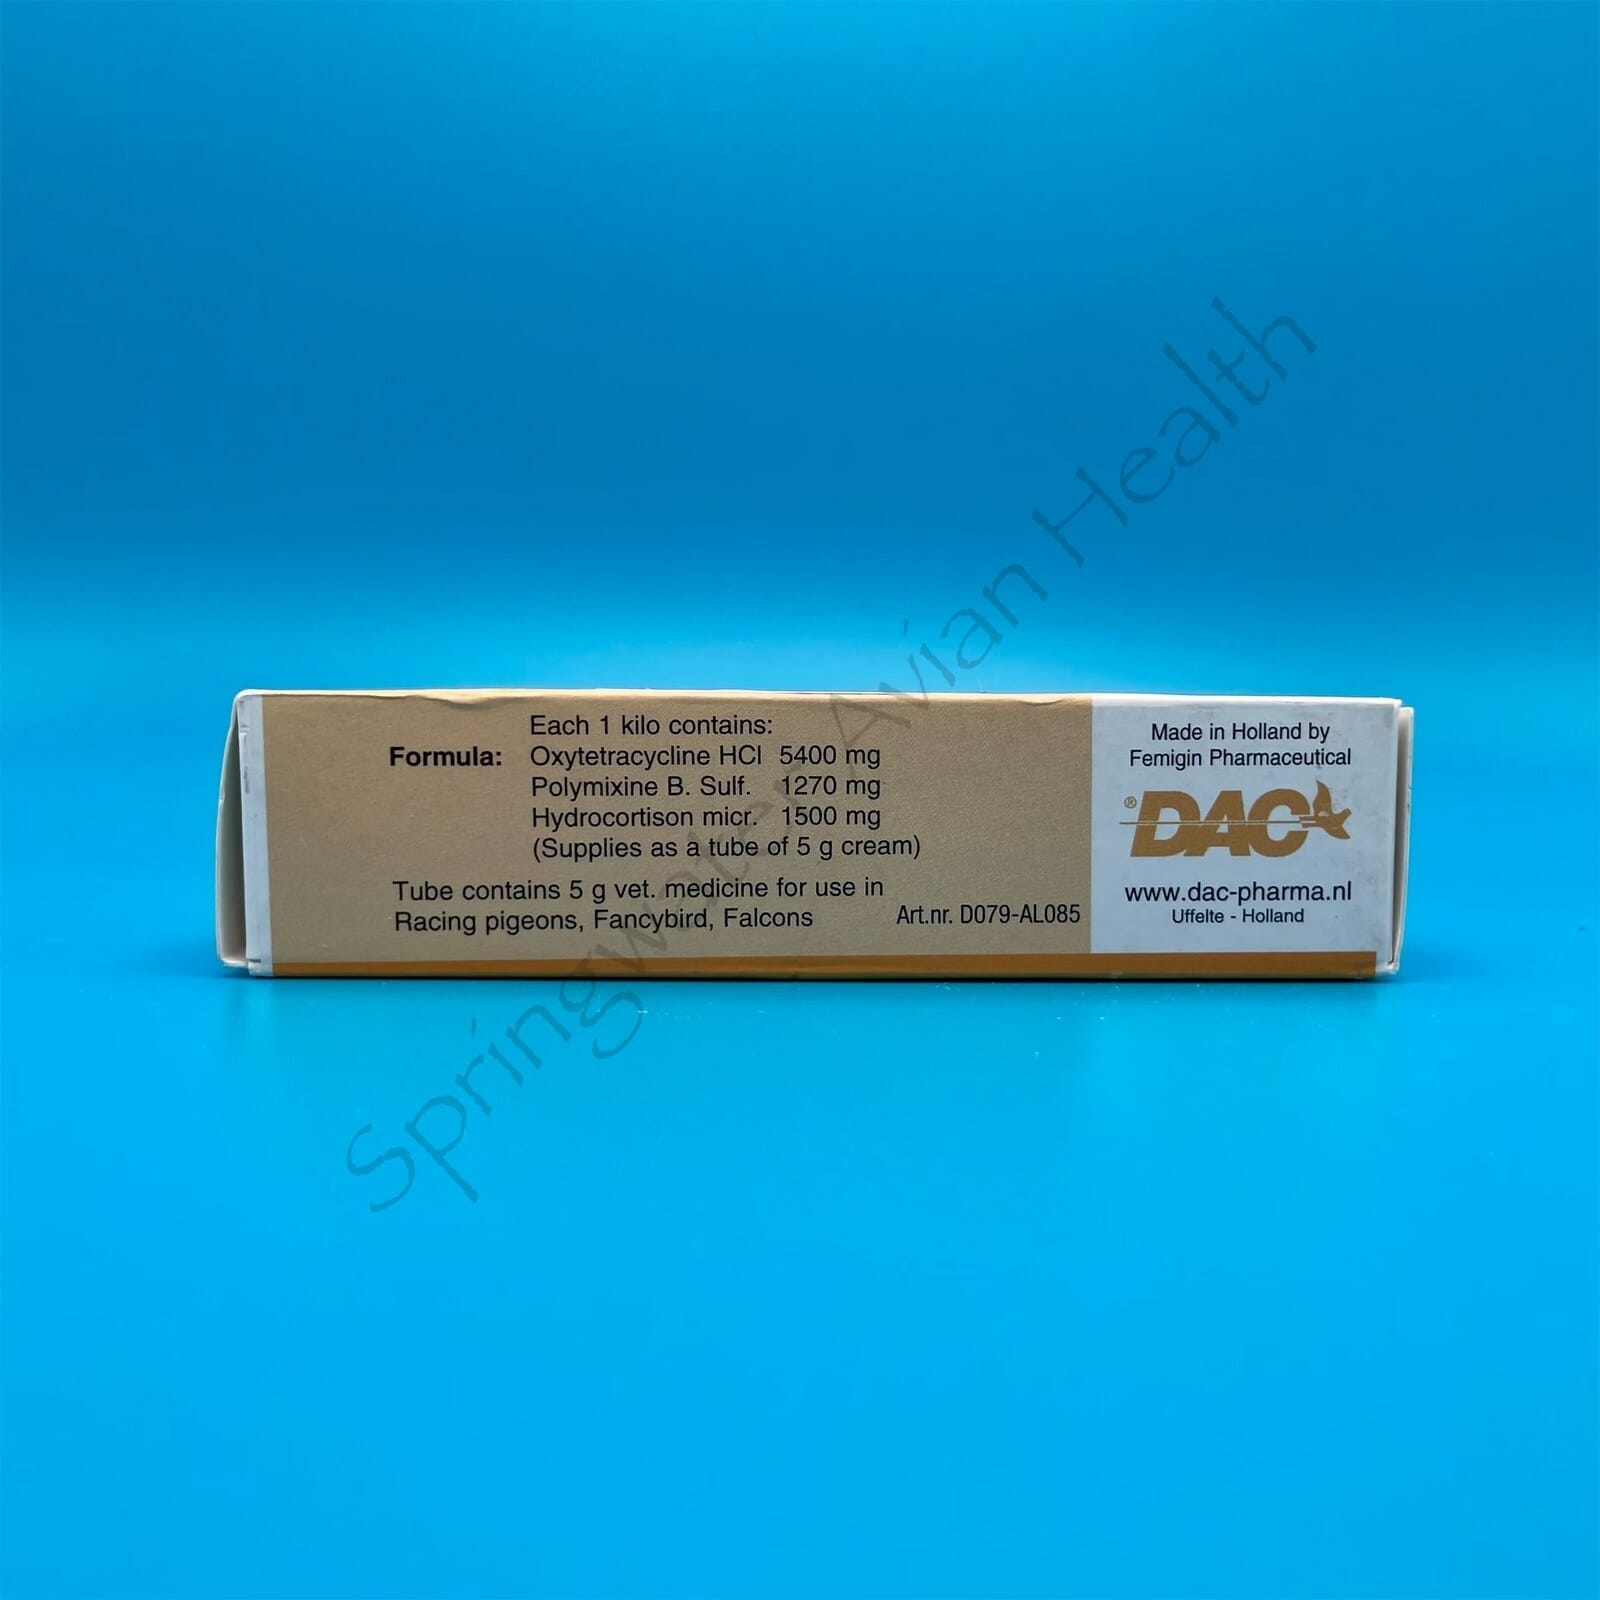 Each 1 kilo contains:
Formula: Oxytetracycline HCl 5400 mg
Polymixine B. Sulf. 1270 mg
Hydrocortison micr. 1500 mg
(Supplies as a tube of 5 g cream)
Tube contains 5 g vet. medicine for use in
Racing pigeons, Fancybird, Falcons
Art.nr. D079-AL085
Made in Holland by
Femigin Pharmaceutical
®DAC
www.dac-pharma.nl
Uffelte - Holland
Springwater Avian Health